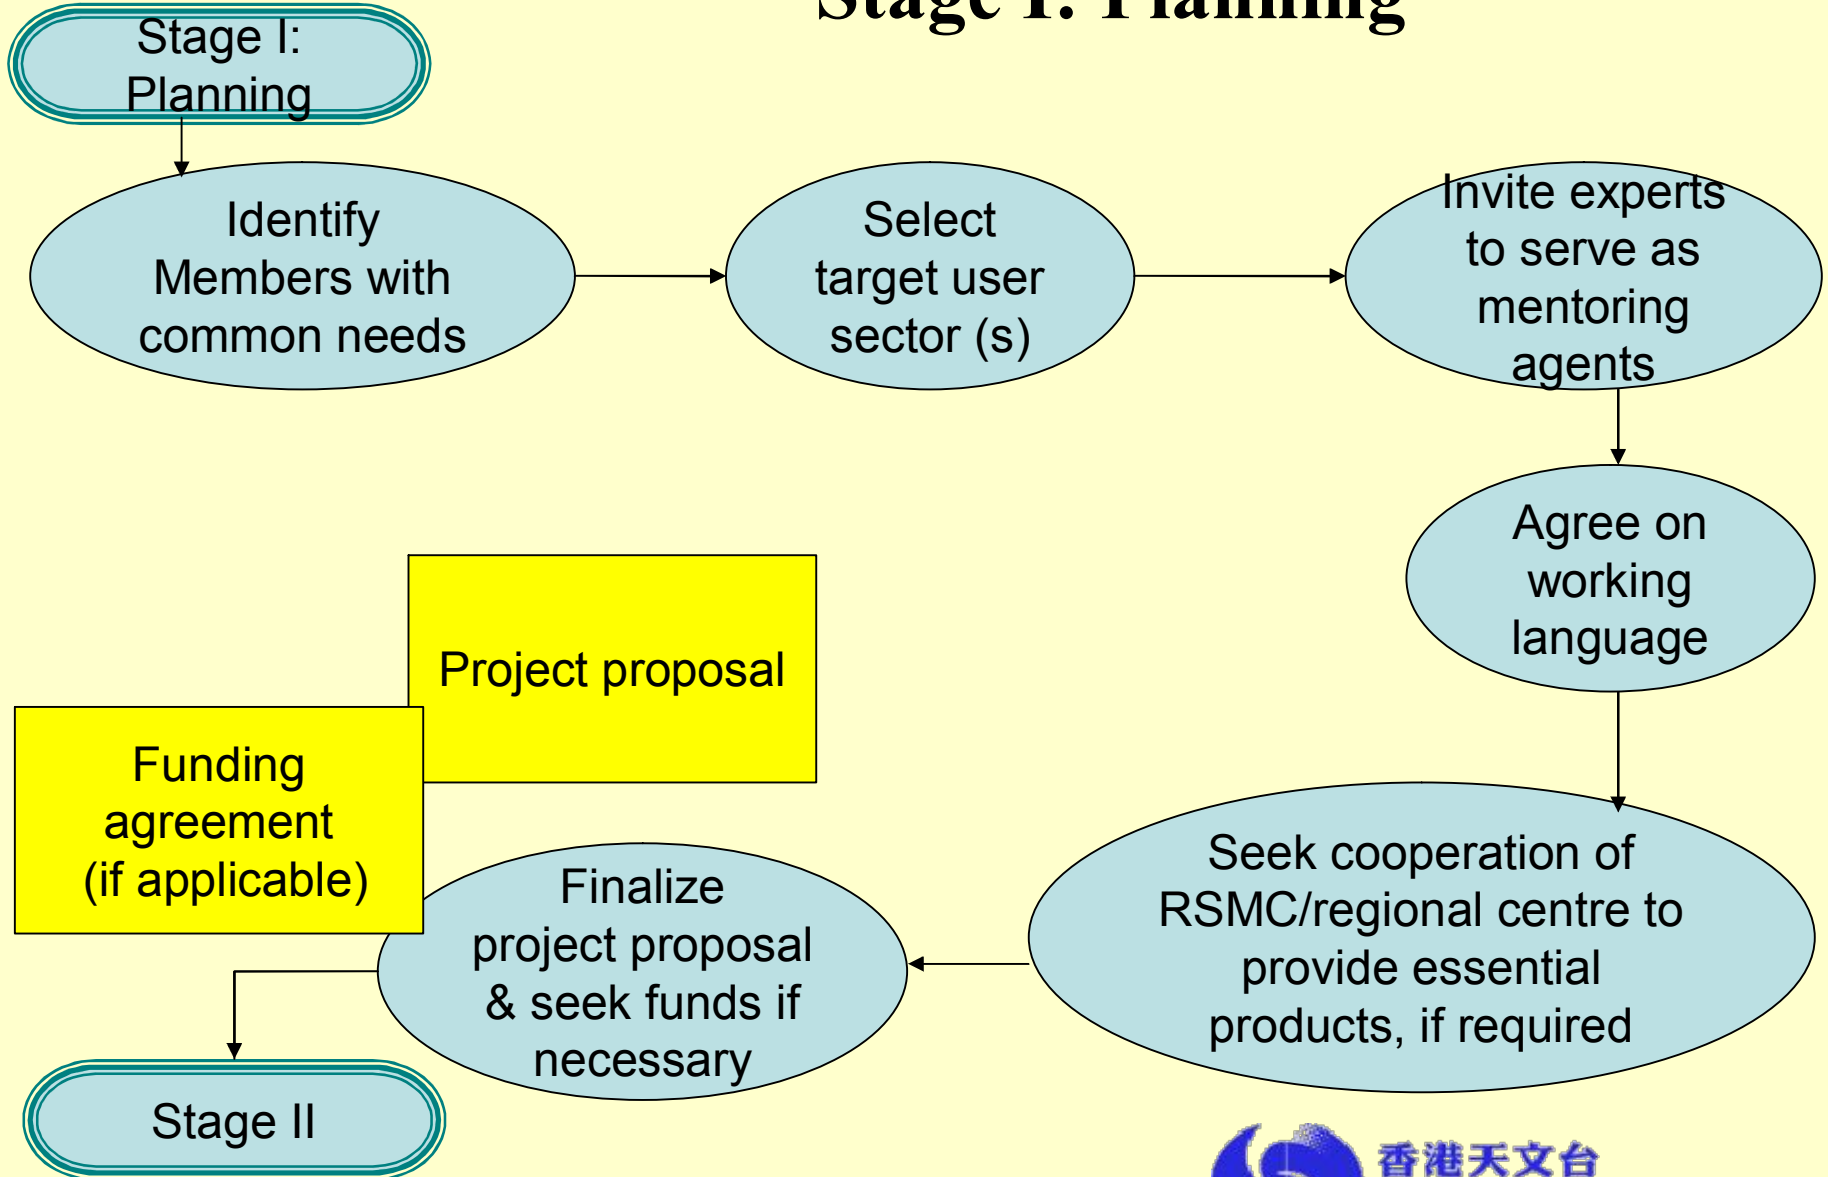 Stage I: Planning
Stage I:
Planning
Identify
Members with
common needs
Select
target user
sector (s)
Invite experts
to serve as
mentoring
agents
Agree on
working
language
Project proposal
Funding
agreement
(if applicable)
Finalize
project proposal
& seek funds if
necessary
Seek cooperation of
RSMC/regional centre to
provide essential
products, if required
Stage II
香港天文台